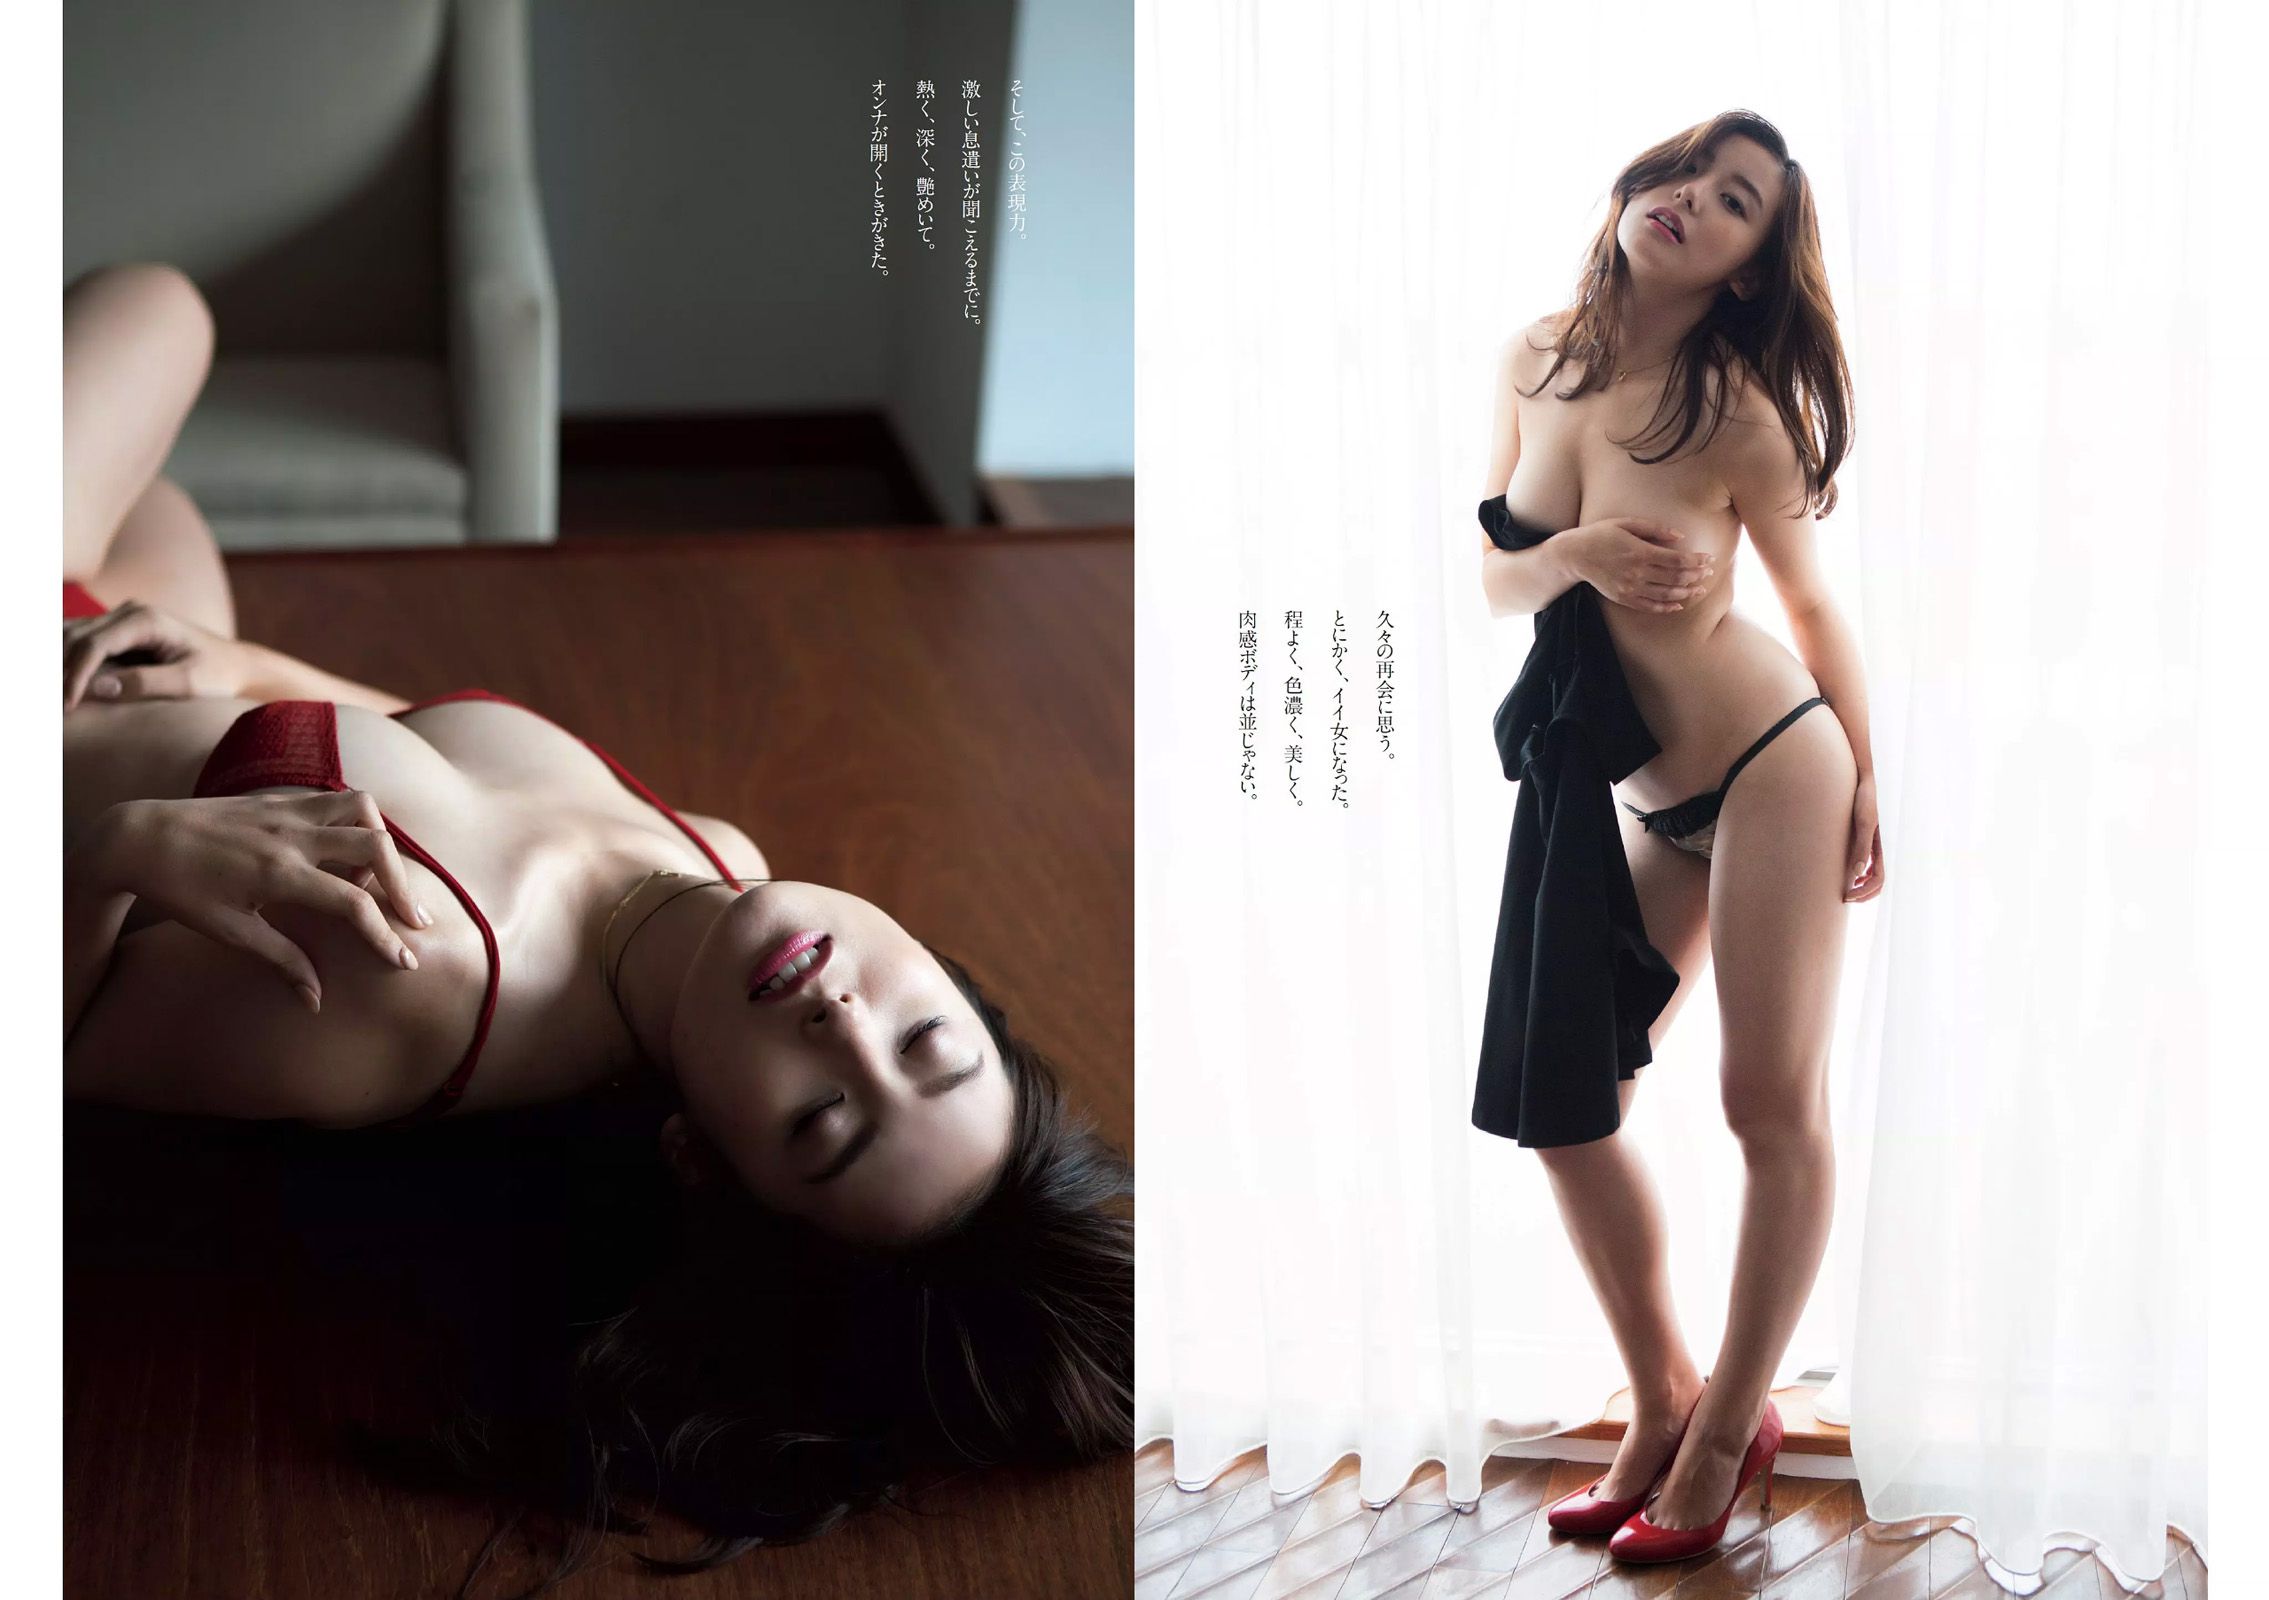 久々の再会に思う。
とにかく、イイ女になった。
程よく、色濃く、美しく。
肉感ボディは並じゃない。
そして、この表現力。
激しい息遣いが聞こえるまでに。
熱く、深く、艶めいて。
オンナが開くときがきた。